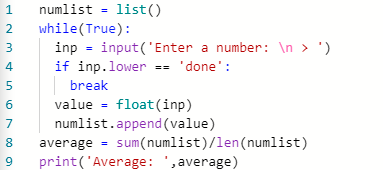 1 numlist = list()
2 while(True):
3   inp = input('Enter a number: \n > ')
4   if inp.lower == 'done':
5     break
6   value = float(inp)
7   numlist.append(value)
8 average = sum(numlist)/len(numlist)
9 print('Average: ',average)